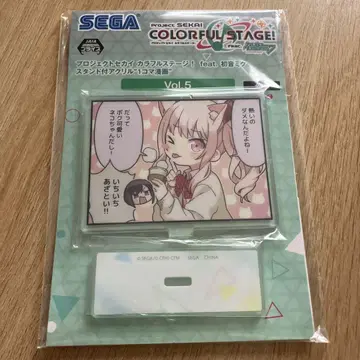 SEGA
PROJECT SEKAI
COLORFUL STAGE!
feat.
プロジェクトセカイ カラフルステージ！ feat. 初音ミク
スタンド付アクリル"1コマ漫画"
Vol.5
熱いの
ダメなんだよねー
だって
ボク可愛い
ネコちゃんだしー
いちいち
あざとい!!